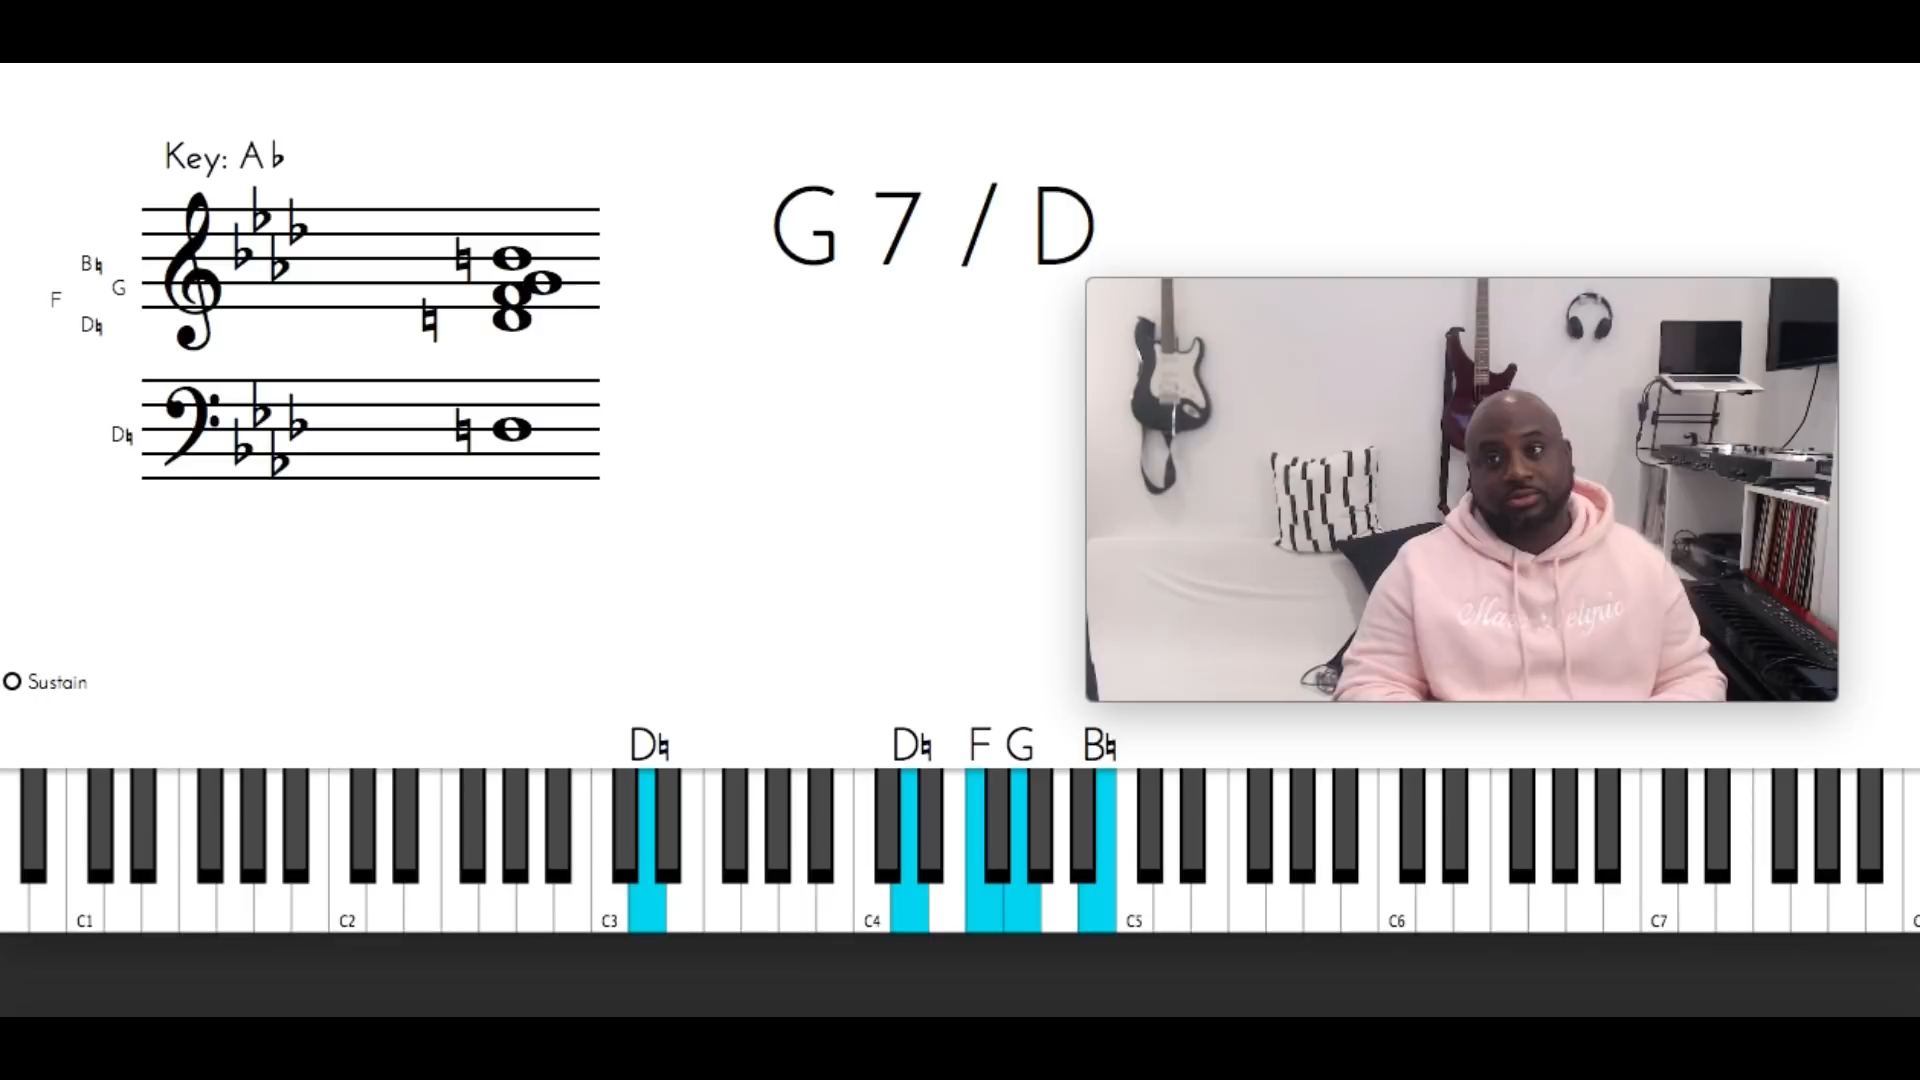 Key: A♭
G 7 / D
B♮
G
F
D♮
D♮
Sustain
D♮ D♮ F G B♮
C1 C2 C3 C4 C5 C6 C7